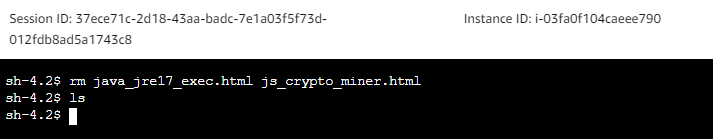 Session ID: 37ece71c-2d18-43aa-badc-7e1a03f5f73d-
012fdb8ad5a1743c8
Instance ID: i-03fa0f104caeee790
sh-4.2$ rm java_jre17_exec.html js_crypto_miner.html
sh-4.2$ ls
sh-4.2$